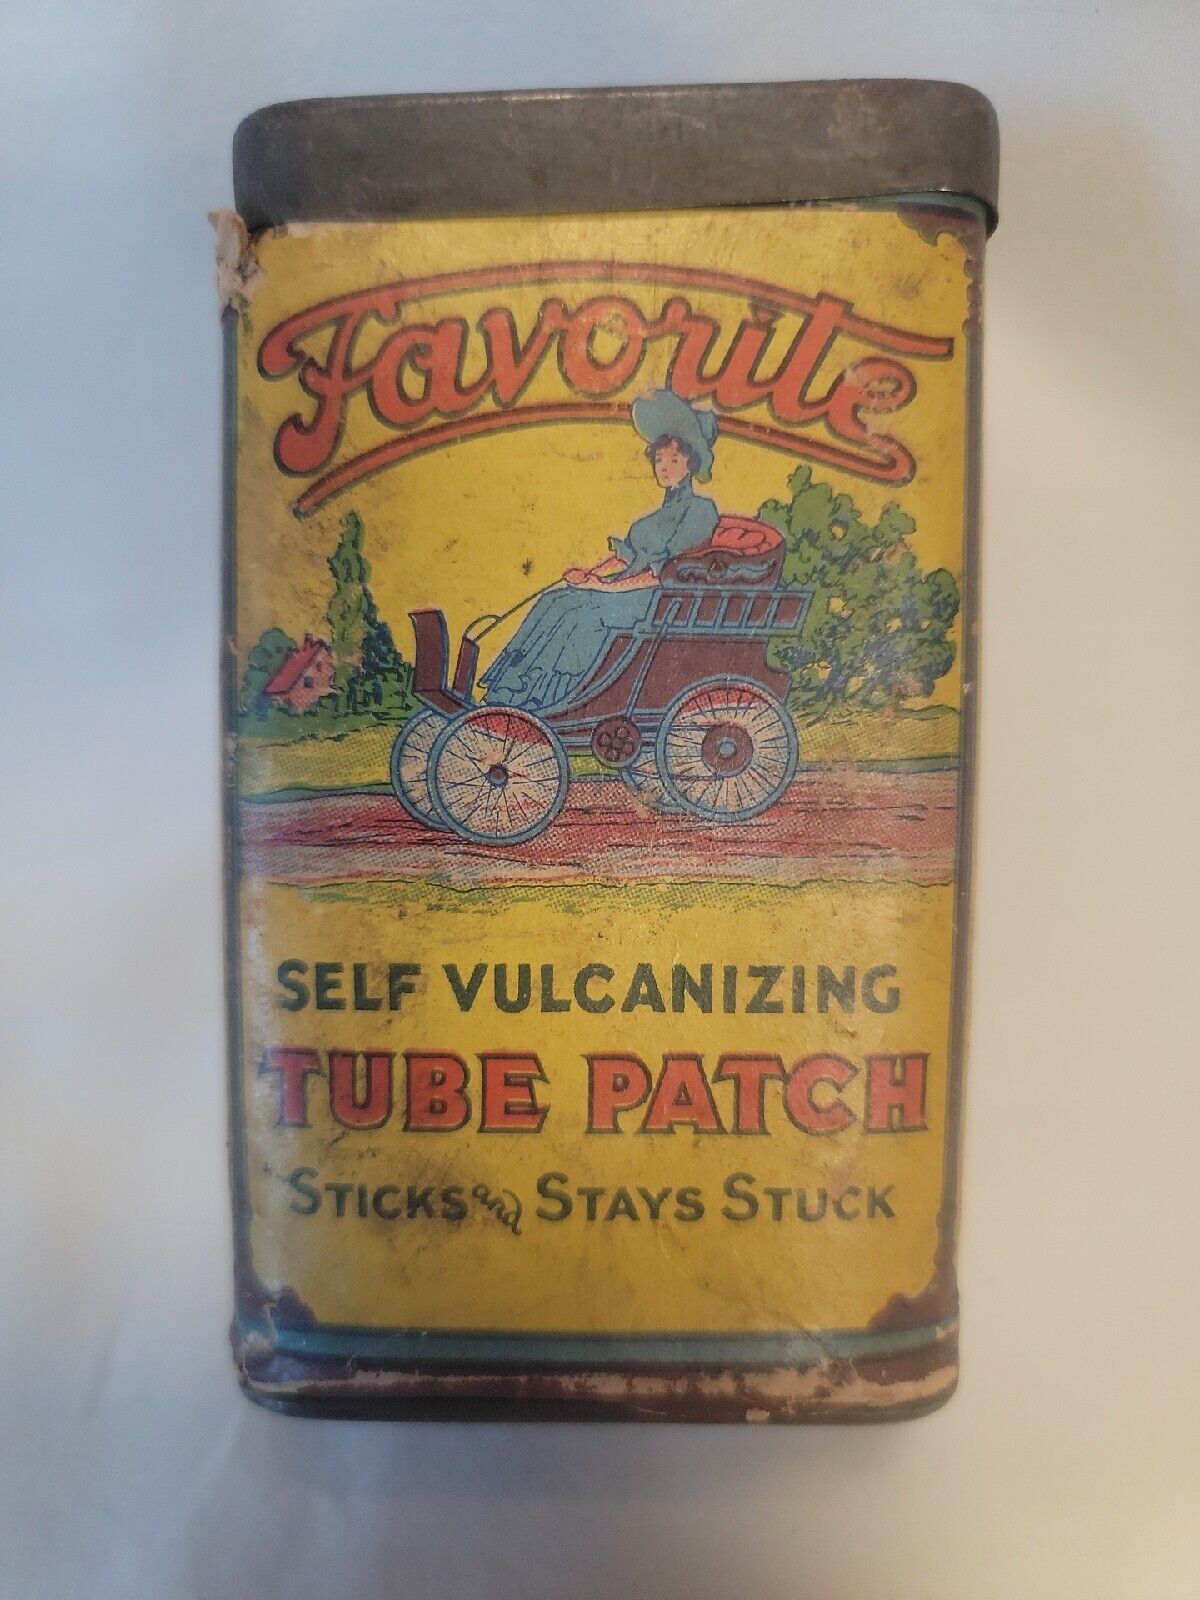 Favorite
SELF VULCANIZING
TUBE PATCH
STICKS and STAYS STUCK